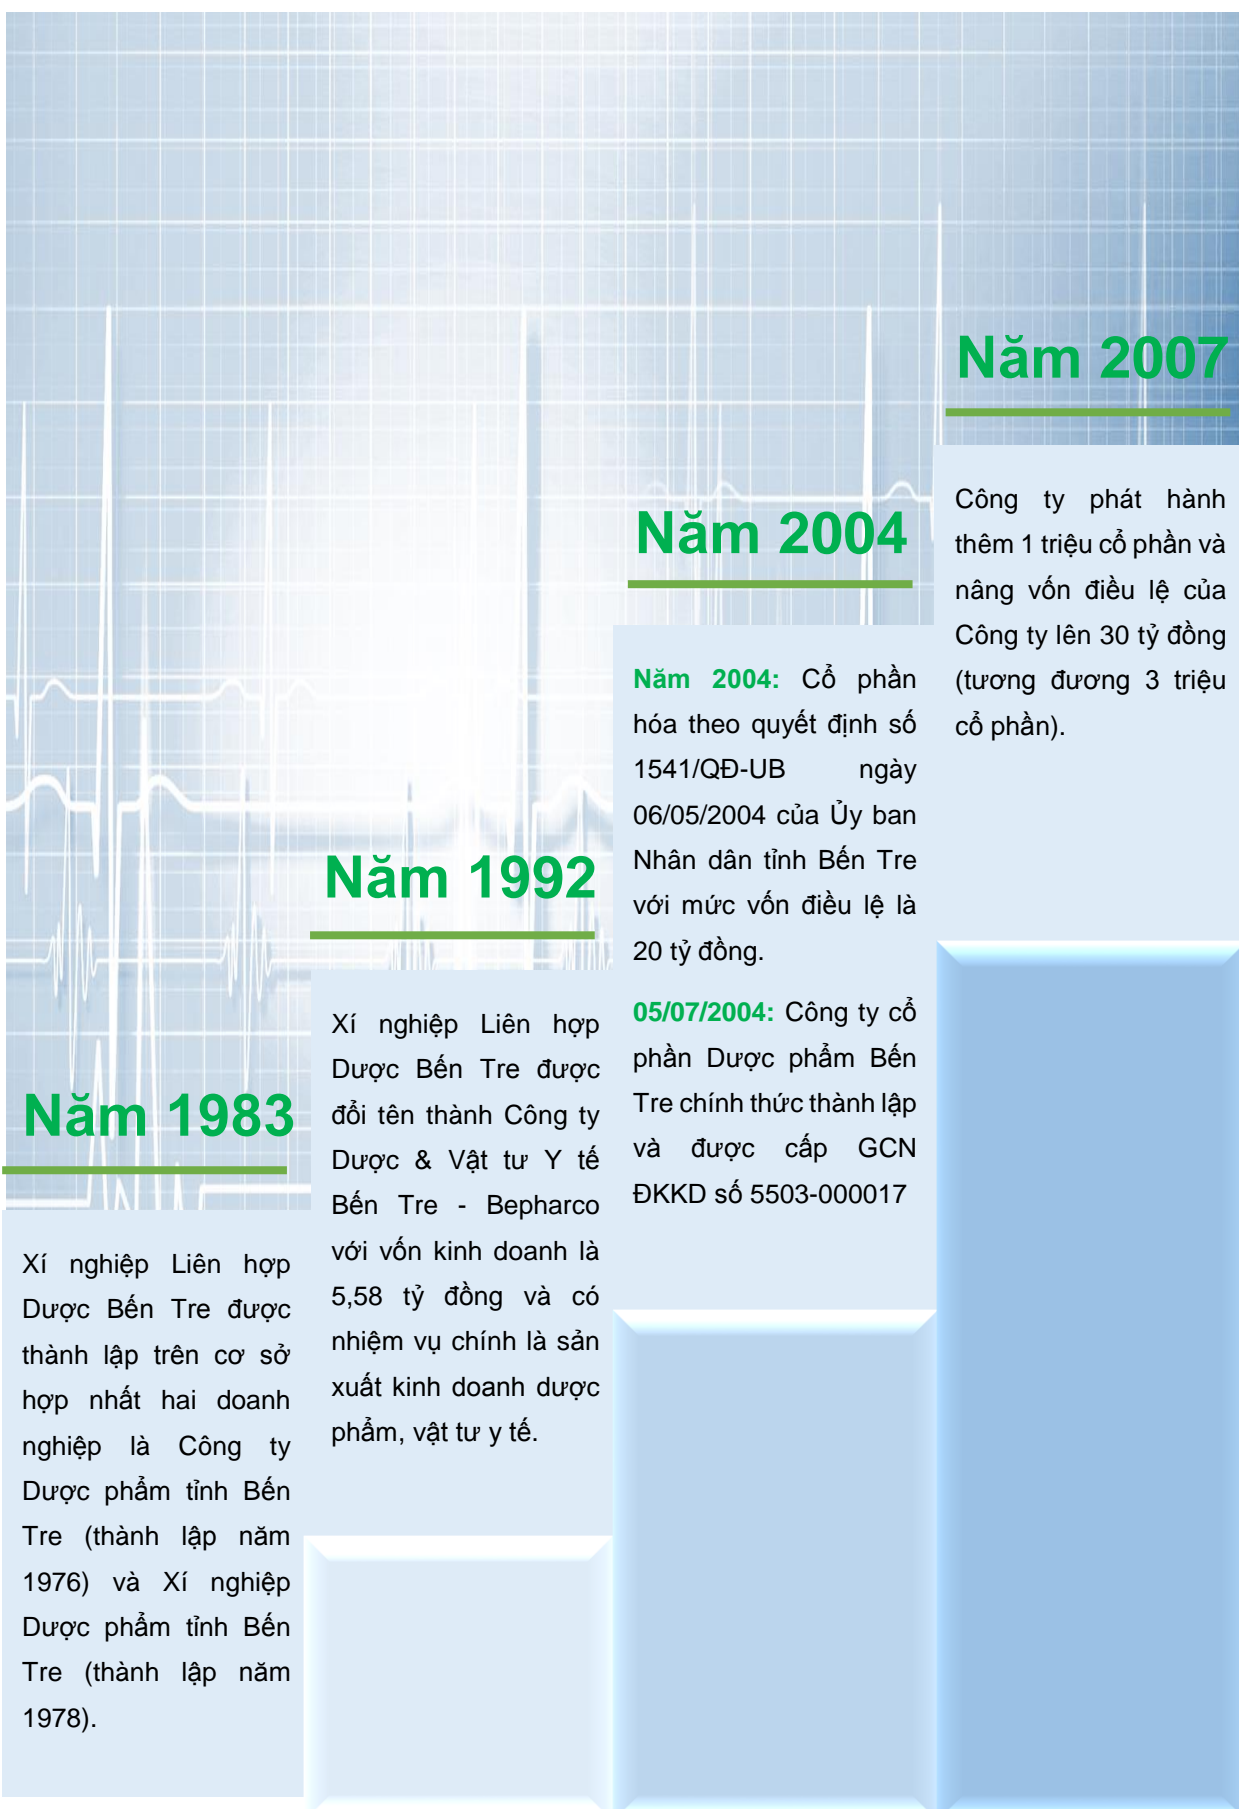 Năm 1983
Xí nghiệp Liên hợp
Dược Bến Tre được
thành lập trên cơ sở
hợp nhất hai doanh
nghiệp là Công ty
Dược phẩm tỉnh Bến
Tre (thành lập năm
1976) và Xí nghiệp
Dược phẩm tỉnh Bến
Tre (thành lập năm
1978).
Năm 1992
Xí nghiệp Liên hợp
Dược Bến Tre được
đổi tên thành Công ty
Dược & Vật tư Y tế
Bến Tre - Bepharco
với vốn kinh doanh là
5,58 tỷ đồng và có
nhiệm vụ chính là sản
xuất kinh doanh dược
phẩm, vật tư y tế.
Năm 2004
Năm 2004: Cổ phần
hóa theo quyết định số
1541/QĐ-UB ngày
06/05/2004 của Ủy ban
Nhân dân tỉnh Bến Tre
với mức vốn điều lệ là
20 tỷ đồng.
05/07/2004: Công ty cổ
phần Dược phẩm Bến
Tre chính thức thành lập
và được cấp GCN
ĐKKD số 5503-000017
Năm 2007
Công ty phát hành
thêm 1 triệu cổ phần và
nâng vốn điều lệ của
Công ty lên 30 tỷ đồng
(tương đương 3 triệu
cổ phần).